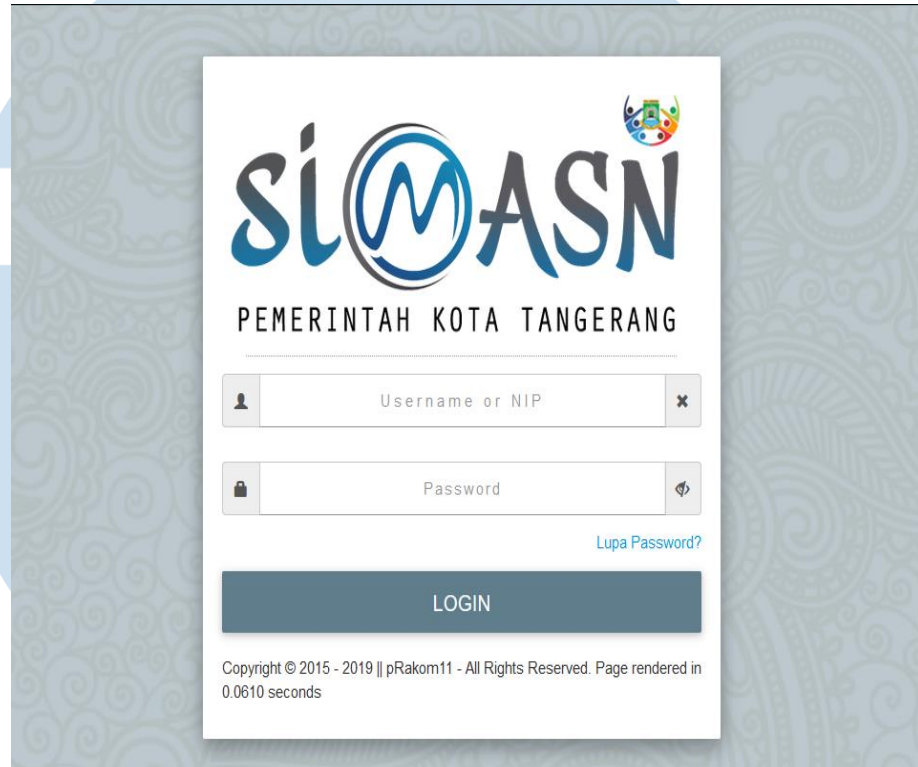 SiMASN
PEMERINTAH KOTA TANGERANG
Username or NIP
Password
Lupa Password?
LOGIN
Copyright © 2015 - 2019 || pRakom11 - All Rights Reserved. Page rendered in
0.0610 seconds